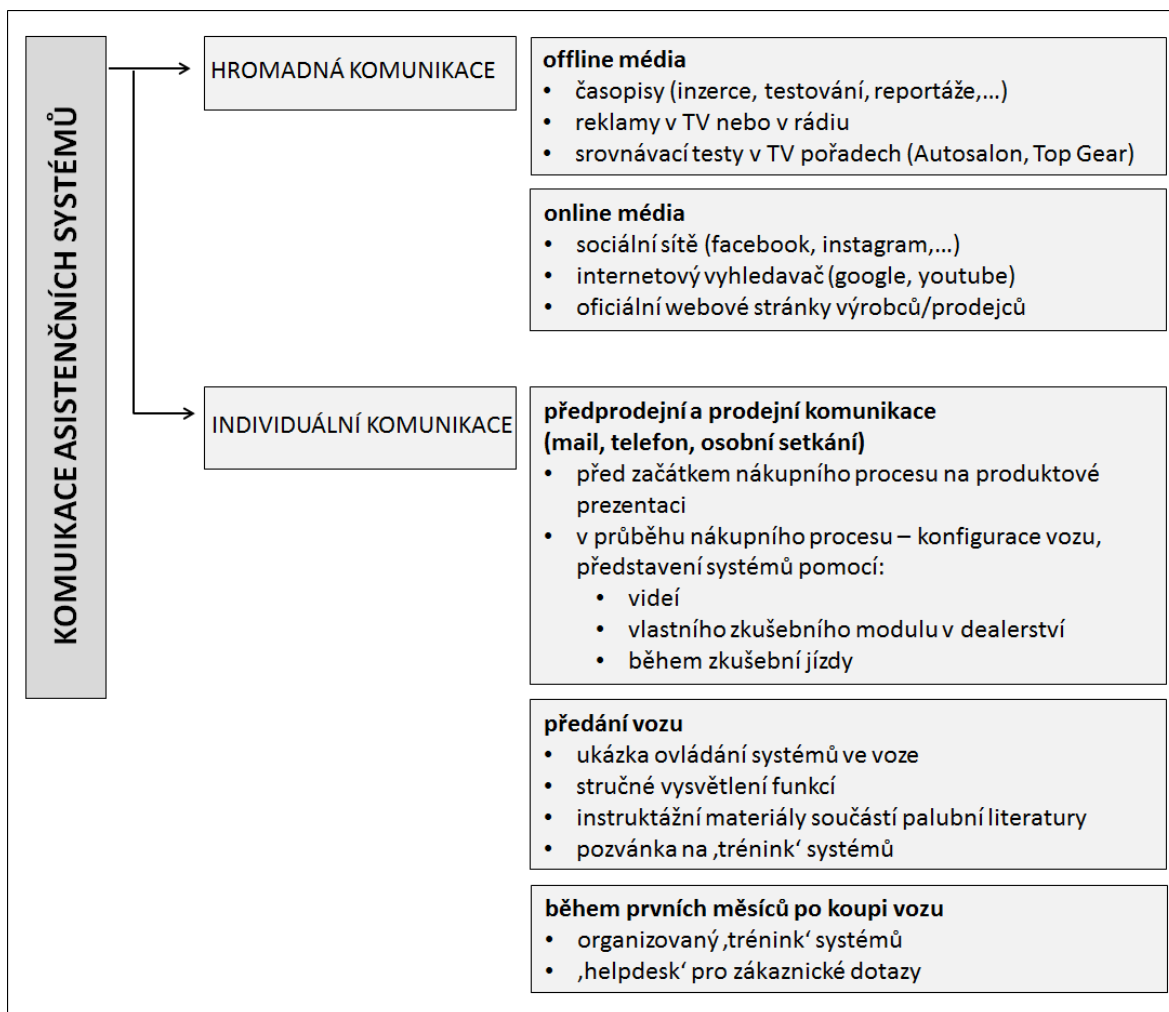 KOMUIKACE ASISTENČNÍCH SYSTÉMŮ
HROMADNÁ KOMUNIKACE
offline média
• časopisy (inzerce, testování, reportáže,…)
• reklamy v TV nebo v rádiu
• srovnávací testy v TV pořadech (Autosalon, Top Gear)
online média
• sociální sítě (facebook, instagram,…)
• internetový vyhledavač (google, youtube)
• oficiální webové stránky výrobců/prodejců
INDIVIDUÁLNÍ KOMUNIKACE
předprodejní a prodejní komunikace
(mail, telefon, osobní setkání)
• před začátkem nákupního procesu na produktové
prezentaci
• v průběhu nákupního procesu – konfigurace vozu,
představení systémů pomocí:
• videí
• vlastního zkušebního modulu v dealerství
• během zkušební jízdy
předání vozu
• ukázka ovládání systémů ve voze
• stručné vysvětlení funkcí
• instruktážní materiály součástí palubní literatury
• pozvánka na ‚trénink‘ systémů
během prvních měsíců po koupi vozu
• organizovaný ‚trénink‘ systémů
• ‚helpdesk‘ pro zákaznické dotazy